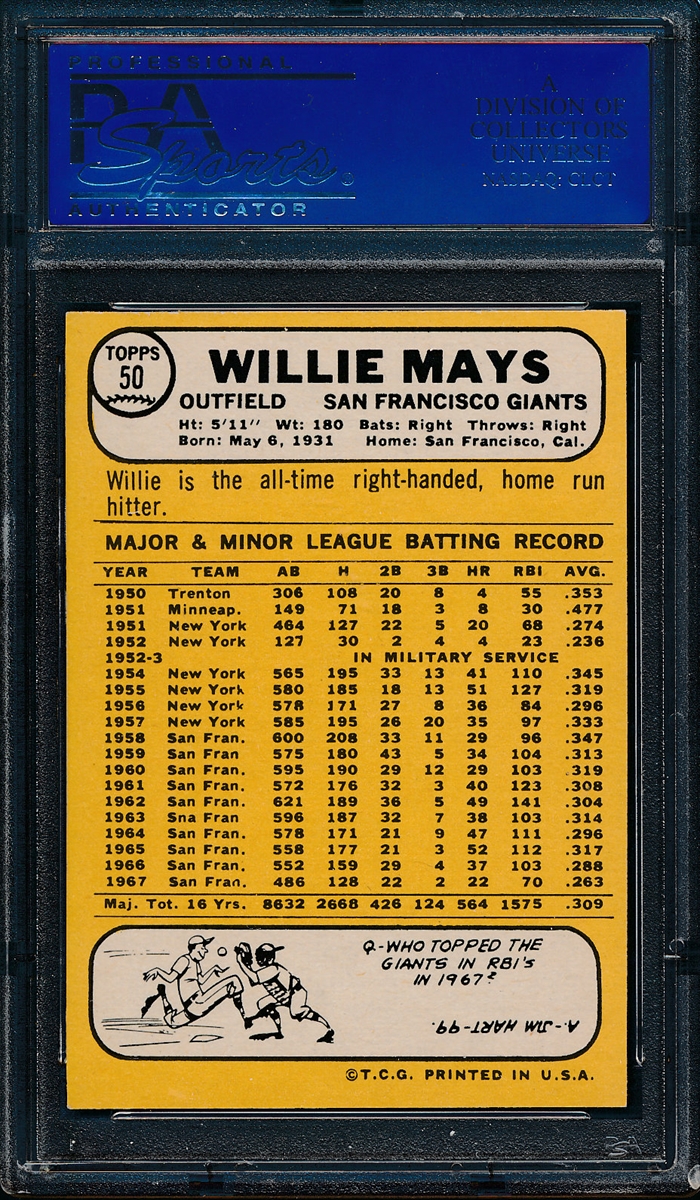 PROFESSIONAL
PSA
Sports
AUTHENTICATOR
A
DIVISION OF
COLLECTORS
UNIVERSE
NASDAQ: CLCT
TOPPS
50
WILLIE MAYS
OUTFIELD SAN FRANCISCO GIANTS
Ht: 5'11" Wt: 180 Bats: Right Throws: Right
Born: May 6, 1931 Home: San Francisco, Cal.
Willie is the all-time right-handed, home run
hitter.
MAJOR & MINOR LEAGUE BATTING RECORD
YEAR TEAM AB H 2B 3B HR RBI AVG.
1950 Trenton 306 108 20 8 4 55 .353
1951 Minneap. 149 71 18 3 8 30 .477
1951 New York 464 127 22 5 20 68 .274
1952 New York 127 30 2 4 4 23 .236
1952-3 IN MILITARY SERVICE
1954 New York 565 195 33 13 41 110 .345
1955 New York 580 185 18 13 51 127 .319
1956 New York 578 171 27 8 36 84 .296
1957 New York 585 195 26 20 35 97 .333
1958 San Fran. 600 208 33 11 29 96 .347
1959 San Fran. 575 180 43 5 34 104 .313
1960 San Fran. 595 190 29 12 29 103 .319
1961 San Fran. 572 176 32 3 40 123 .308
1962 San Fran. 621 189 36 5 49 141 .304
1963 Sna Fran 596 187 32 7 38 103 .314
1964 San Fran. 578 171 21 9 47 111 .296
1965 San Fran. 558 177 21 3 52 112 .317
1966 San Fran. 552 159 29 4 37 103 .288
1967 San Fran. 486 128 22 2 22 70 .263
Maj. Tot. 16 Yrs. 8632 2668 426 124 564 1575 .309
Q-WHO TOPPED THE
GIANTS IN RBI'S
IN 1967?
A.-JIM HART-99.
©T.C.G. PRINTED IN U.S.A.
PSA